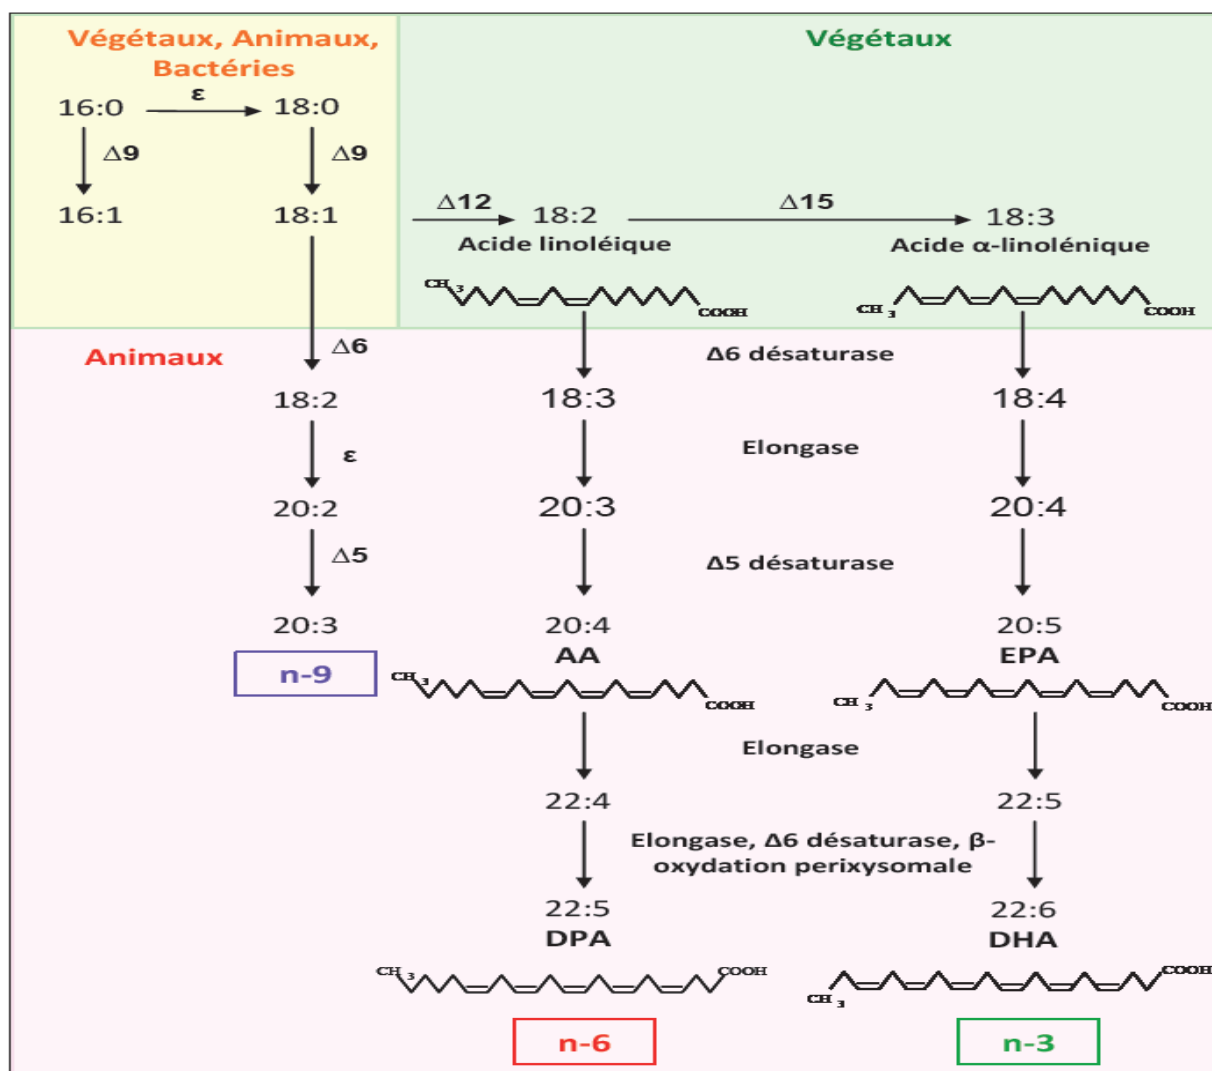 Végétaux, Animaux,
Bactéries
Végétaux
16:0
ε
18:0
Δ9
Δ9
16:1
18:1
Δ12
18:2
Δ15
18:3
Acide linoléique
Acide α-linolénique
CH3
COOH
CH3
COOH
Animaux
Δ6
Δ6 désaturase
18:2
18:3
18:4
ε
Elongase
20:2
20:3
20:4
Δ5
Δ5 désaturase
20:3
20:4
20:5
n-9
AA
EPA
CH3
COOH
CH3
COOH
Elongase
22:4
22:5
Elongase, Δ6 désaturase, β-
oxydation perixysomale
22:5
22:6
DPA
DHA
CH3
COOH
CH3
COOH
n-6
n-3